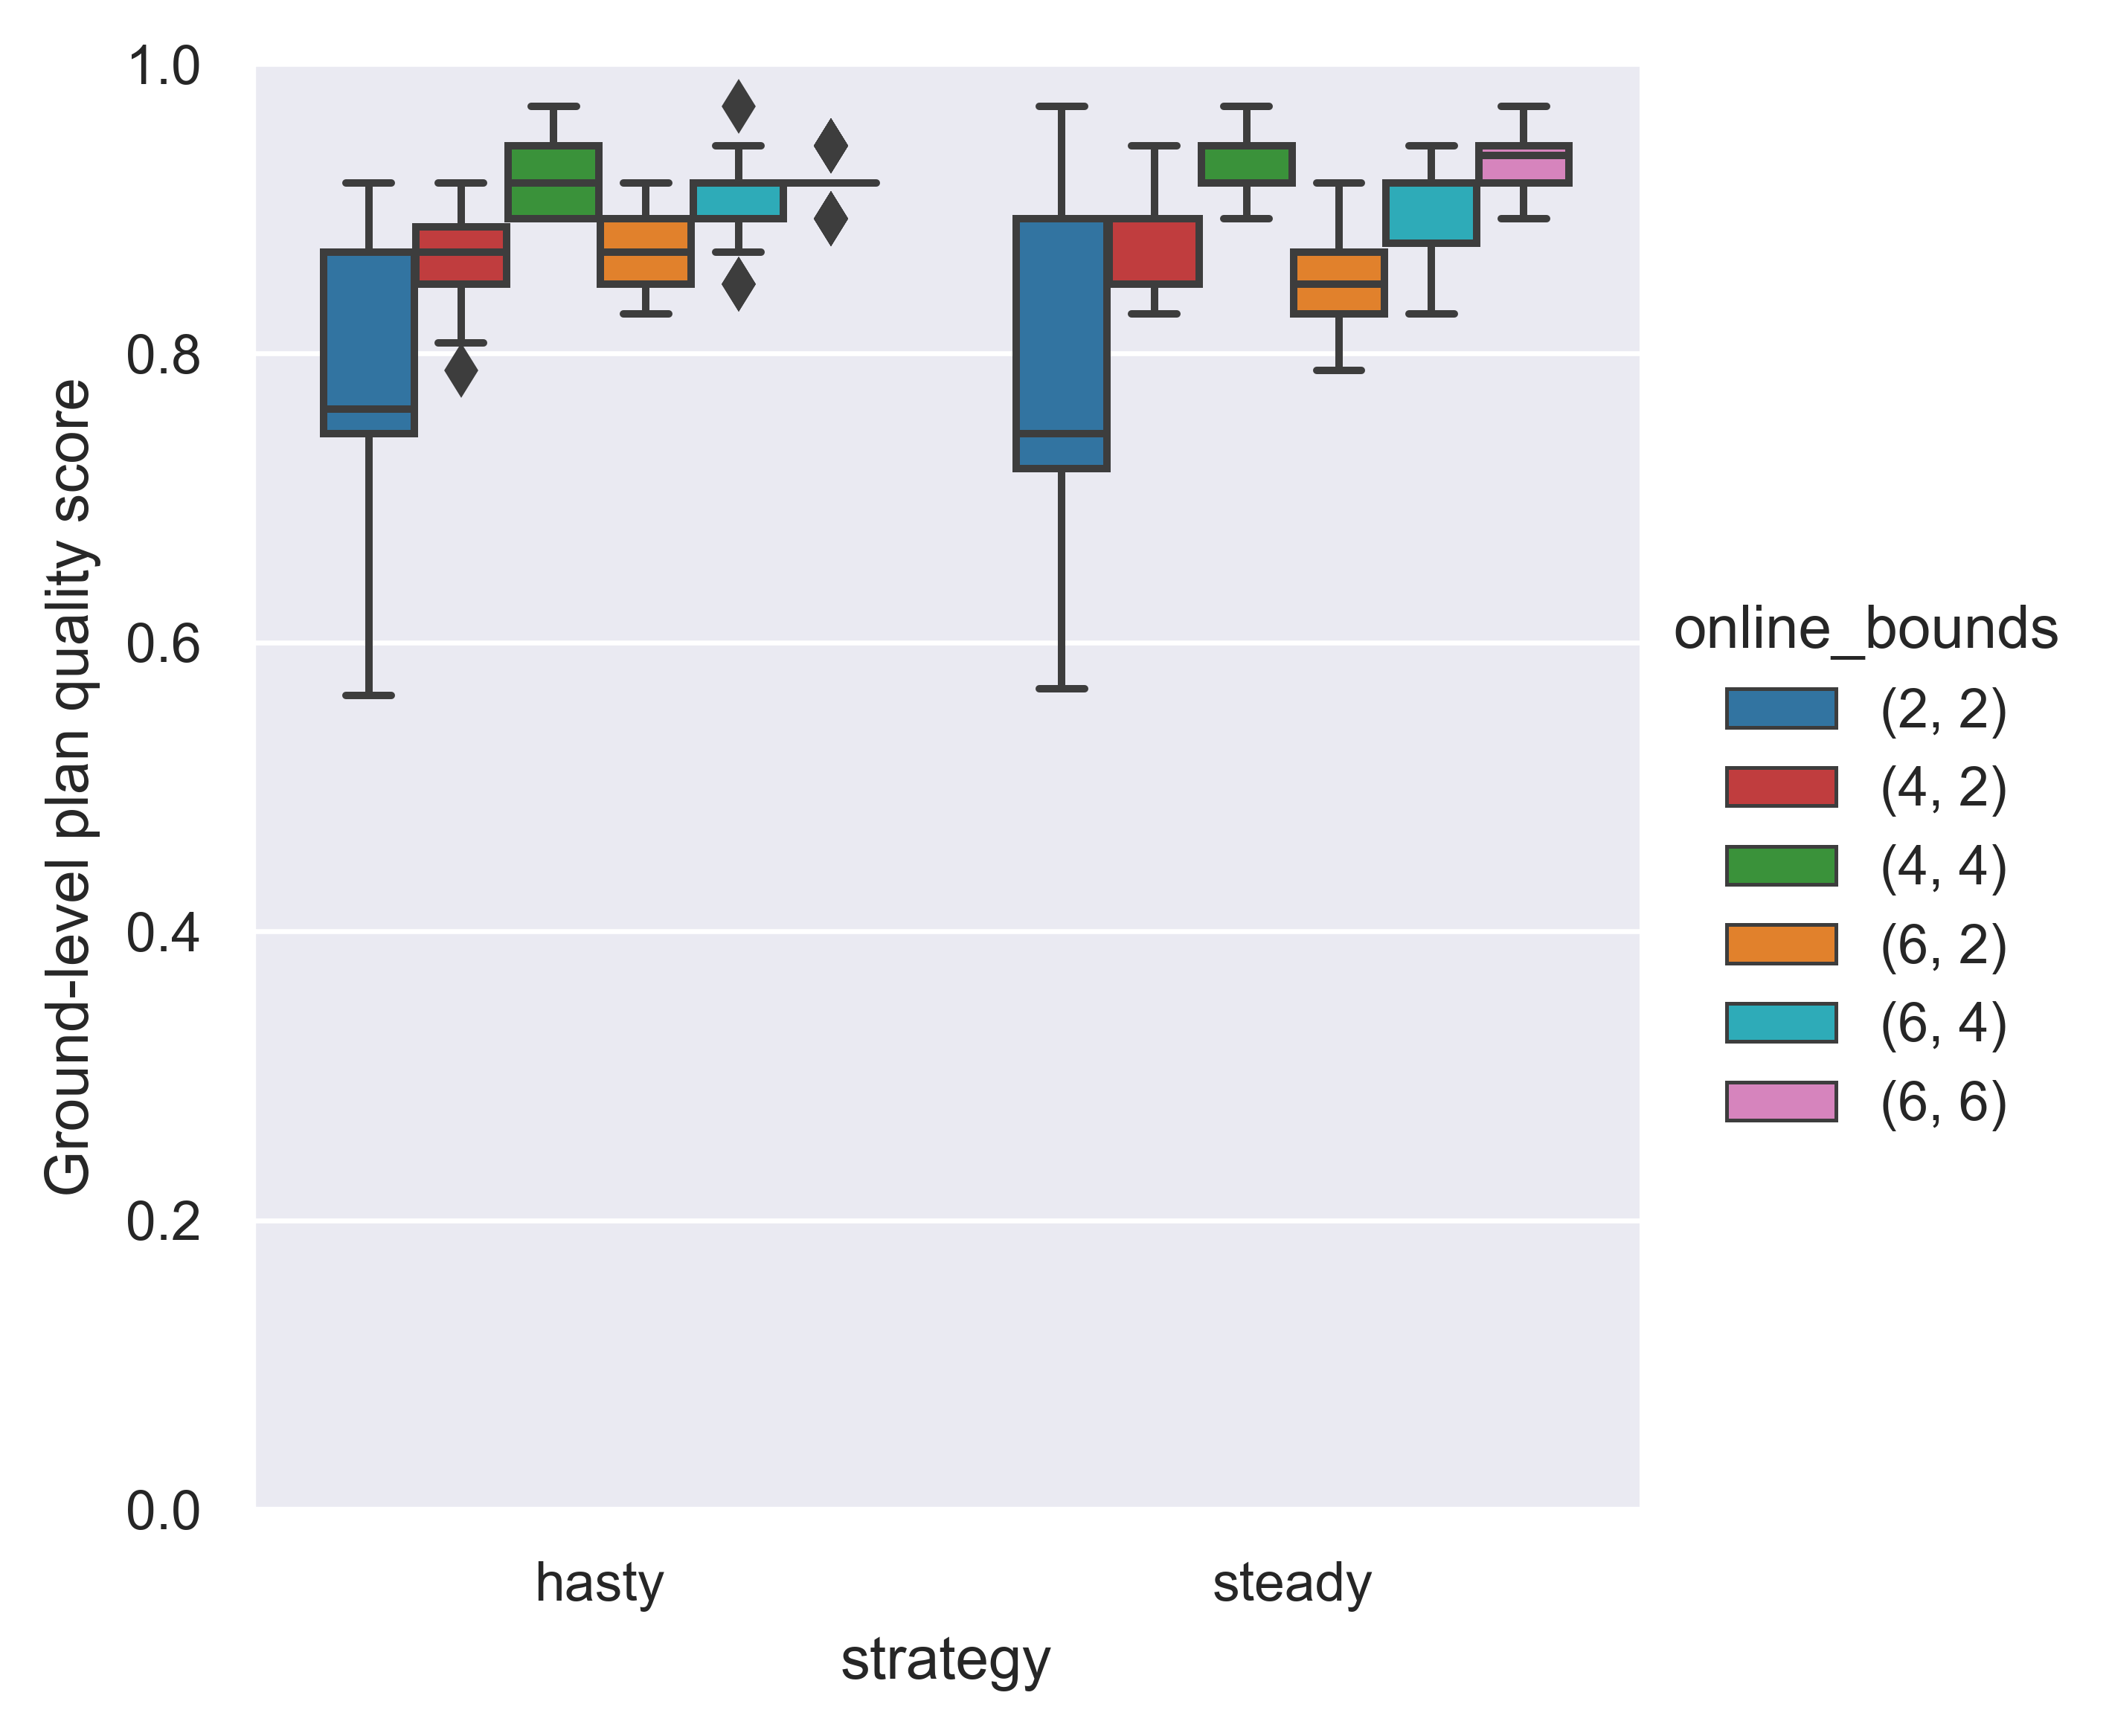 Ground-level plan quality score
1.0
0.8
0.6
0.4
0.2
0.0
hasty
steady
strategy
online_bounds
(2, 2)
(4, 2)
(4, 4)
(6, 2)
(6, 4)
(6, 6)